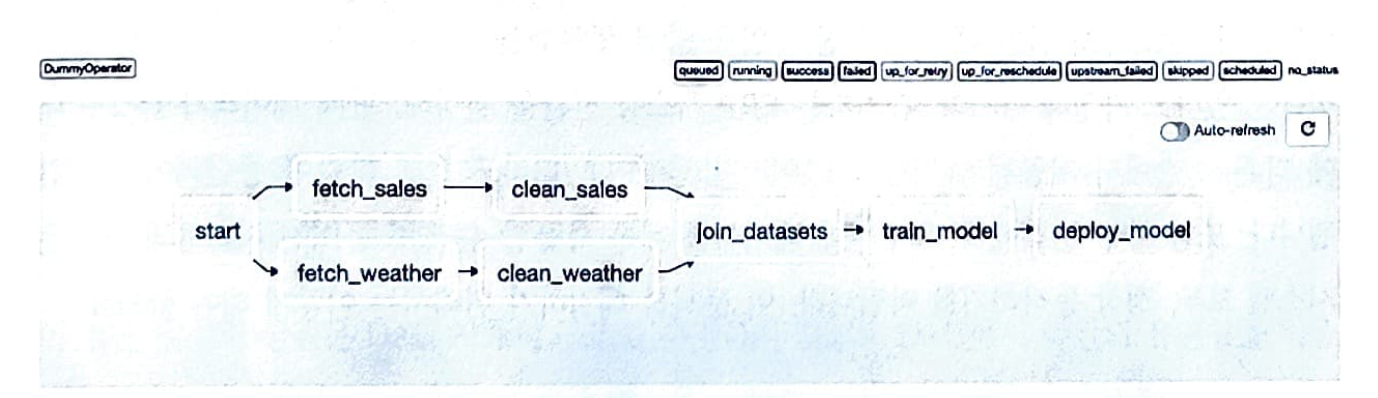 DummyOperator
queued running success failed up_for_retry up_for_reschedule upstream_failed skipped scheduled no_status
Auto-refresh
fetch_sales clean_sales
start join_datasets train_model deploy_model
fetch_weather clean_weather